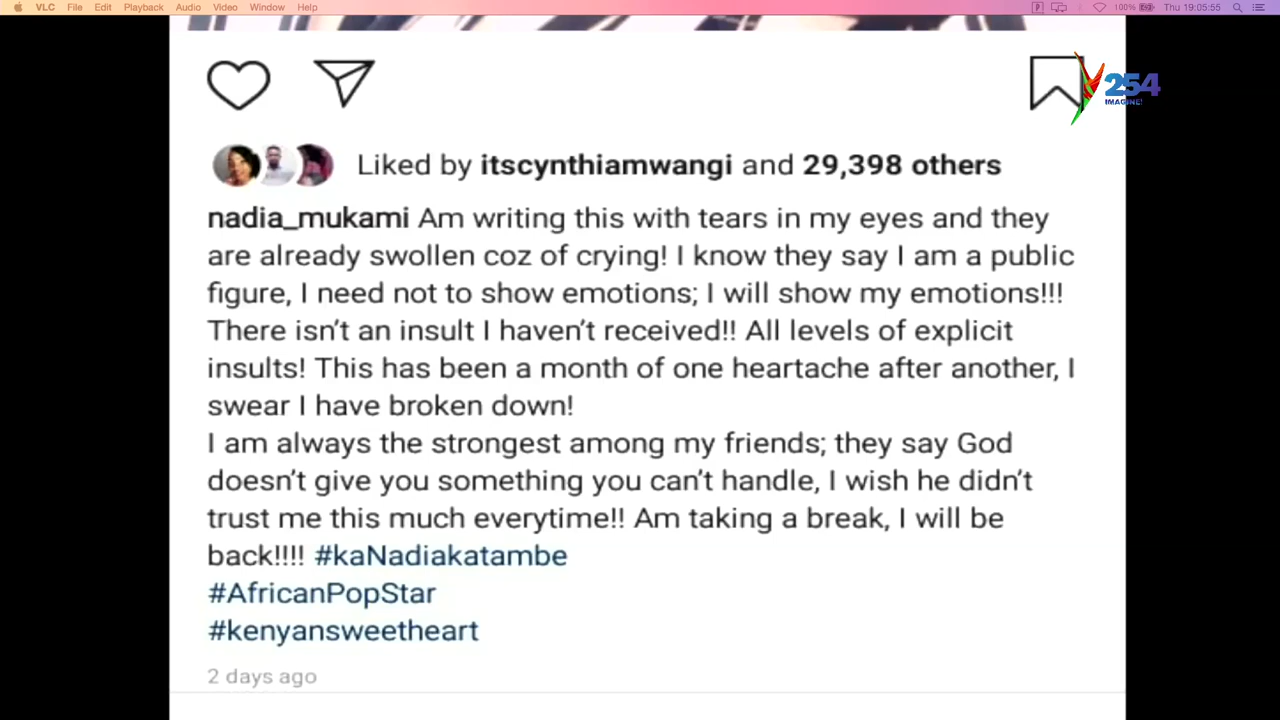 VLC File Edit Playback Audio Video Window Help 100% Thu 19:05:55
254
IMAGINE!
Liked by itscynthiamwangi and 29,398 others
nadia_mukami Am writing this with tears in my eyes and they
are already swollen coz of crying! I know they say I am a public
figure, I need not to show emotions; I will show my emotions!!!
There isn't an insult I haven't received!! All levels of explicit
insults! This has been a month of one heartache after another, I
swear I have broken down!
I am always the strongest among my friends; they say God
doesn't give you something you can't handle, I wish he didn't
trust me this much everytime!! Am taking a break, I will be
back!!!! #kaNadiakatambe
#AfricanPopStar
#kenyansweetheart
2 days ago